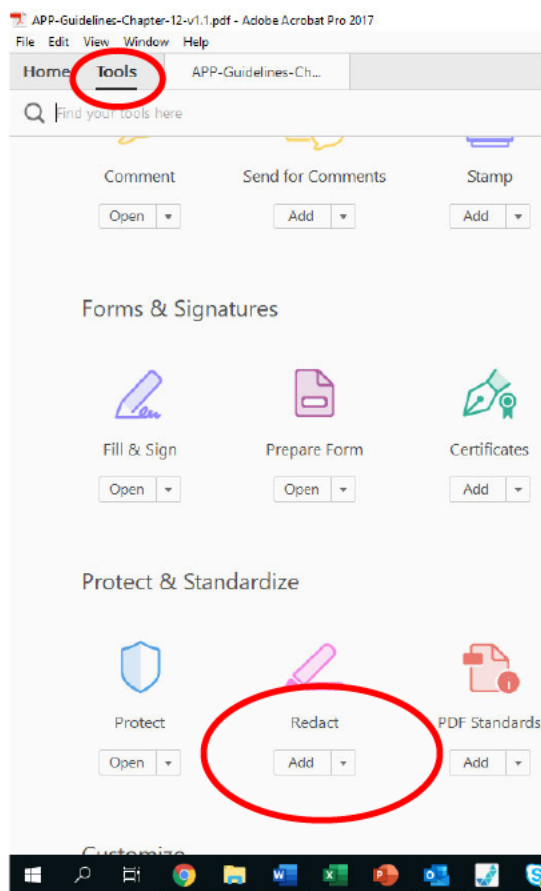 APP-Guidelines-Chapter-12-v1.1.pdf - Adobe Acrobat Pro 2017
File Edit View Window Help
Home Tools APP-Guidelines-Ch...
Find your tools here
Comment Send for Comments Stamp
Open Add Add
Forms & Signatures
Fill & Sign Prepare Form Certificates
Open Open Add
Protect & Standardize
Protect Redact PDF Standards
Open Add Add
Customize